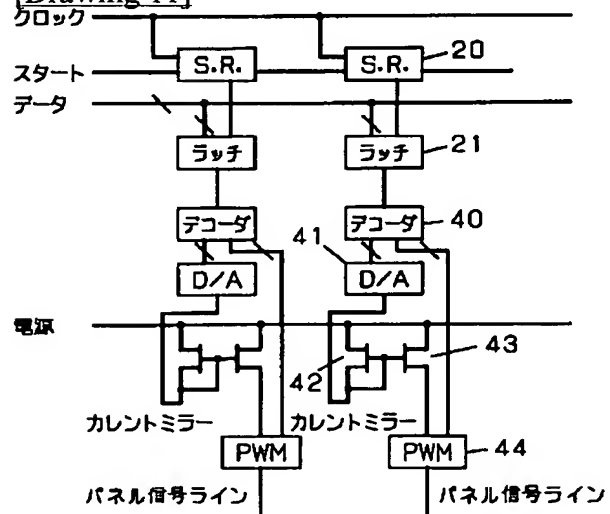 [Drawing 11]
クロック
S.R. S.R. 20
スタート
データ
ラッチ ラッチ 21
デコーダ デコーダ 40
41
D/A D/A
電源
42 43
カレントミラー カレントミラー
PWM PWM 44
パネル信号ライン パネル信号ライン